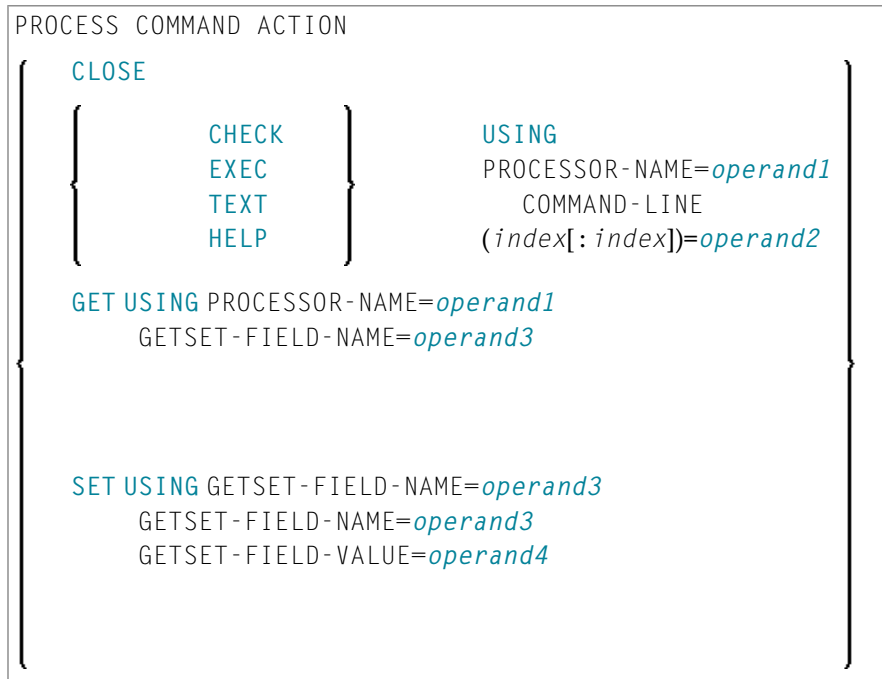 PROCESS COMMAND ACTION
CLOSE
CHECK USING
EXEC PROCESSOR-NAME=operand1
TEXT COMMAND-LINE
HELP (index[:index])=operand2
GET USING PROCESSOR-NAME=operand1
GETSET-FIELD-NAME=operand3
SET USING GETSET-FIELD-NAME=operand3
GETSET-FIELD-NAME=operand3
GETSET-FIELD-VALUE=operand4